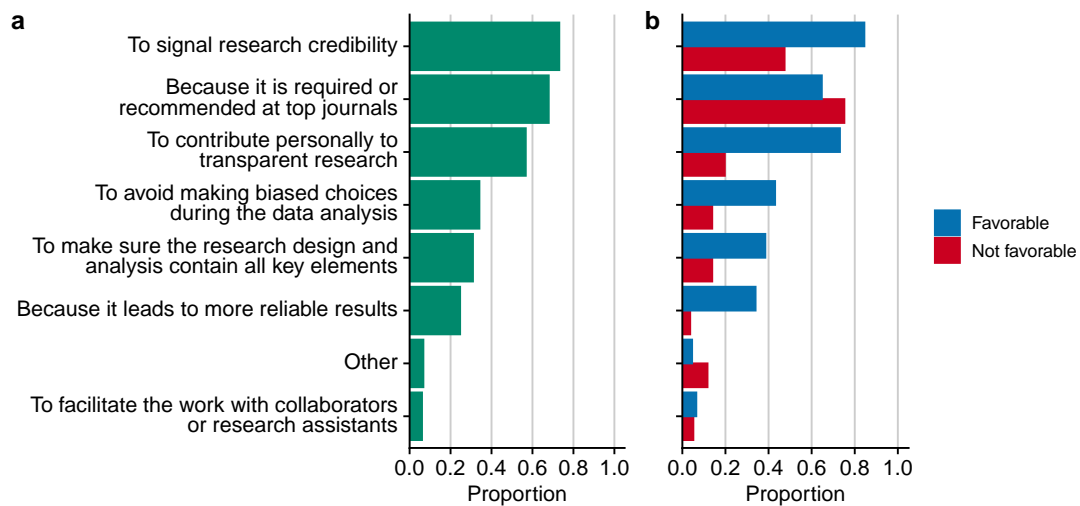 a
b
To signal research credibility
Because it is required or
recommended at top journals
To contribute personally to
transparent research
To avoid making biased choices
during the data analysis
To make sure the research design and
analysis contain all key elements
Because it leads to more reliable results
Other
To facilitate the work with collaborators
or research assistants
Favorable
Not favorable
0.0 0.2 0.4 0.6 0.8 1.0
Proportion
0.0 0.2 0.4 0.6 0.8 1.0
Proportion